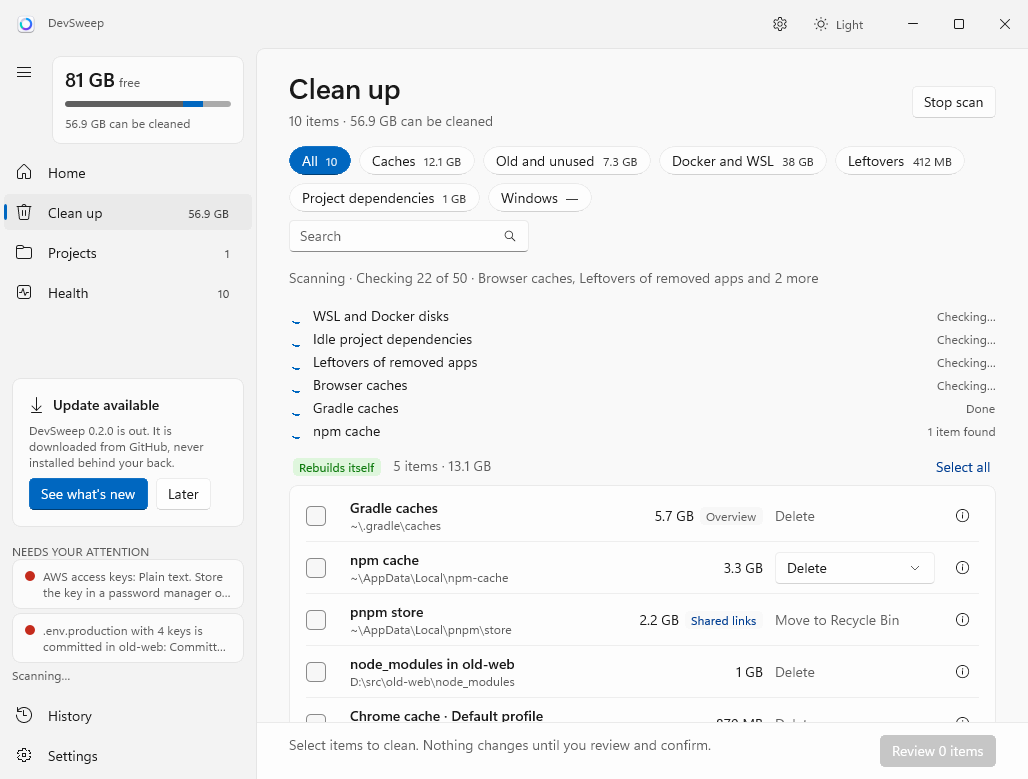 DevSweep
Light
81 GB free
56.9 GB can be cleaned
Home
Clean up 56.9 GB
Projects 1
Health 10
Update available
DevSweep 0.2.0 is out. It is
downloaded from GitHub, never
installed behind your back.
See what's new Later
NEEDS YOUR ATTENTION
AWS access keys: Plain text. Store
the key in a password manager o...
.env.production with 4 keys is
committed in old-web: Committ...
Scanning...
History
Settings
Clean up
10 items · 56.9 GB can be cleaned
Stop scan
All 10 Caches 12.1 GB Old and unused 7.3 GB Docker and WSL 38 GB Leftovers 412 MB
Project dependencies 1 GB Windows —
Search
Scanning · Checking 22 of 50 · Browser caches, Leftovers of removed apps and 2 more
WSL and Docker disks Checking...
Idle project dependencies Checking...
Leftovers of removed apps Checking...
Browser caches Checking...
Gradle caches Done
npm cache 1 item found
Rebuilds itself 5 items · 13.1 GB Select all
Gradle caches
~\.gradle\caches
5.7 GB Overview Delete
npm cache
~\AppData\Local\npm-cache
3.3 GB Delete
pnpm store
~\AppData\Local\pnpm\store
2.2 GB Shared links Move to Recycle Bin
node_modules in old-web
D:\src\old-web\node_modules
1 GB Delete
Chrome cache · Default profile
870 MB Delete
Select items to clean. Nothing changes until you review and confirm.
Review 0 items